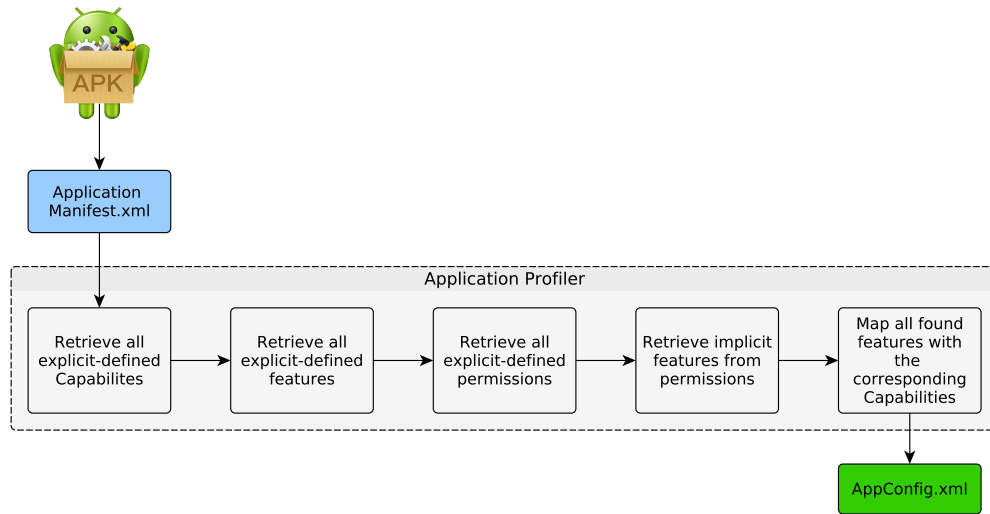 APK
Application
Manifest.xml
Application Profiler
Retrieve all
explicit-defined
Capabilites
Retrieve all
explicit-defined
features
Retrieve all
explicit-defined
permissions
Retrieve implicit
features from
permissions
Map all found
features with
the
corresponding
Capabilities
AppConfig.xml